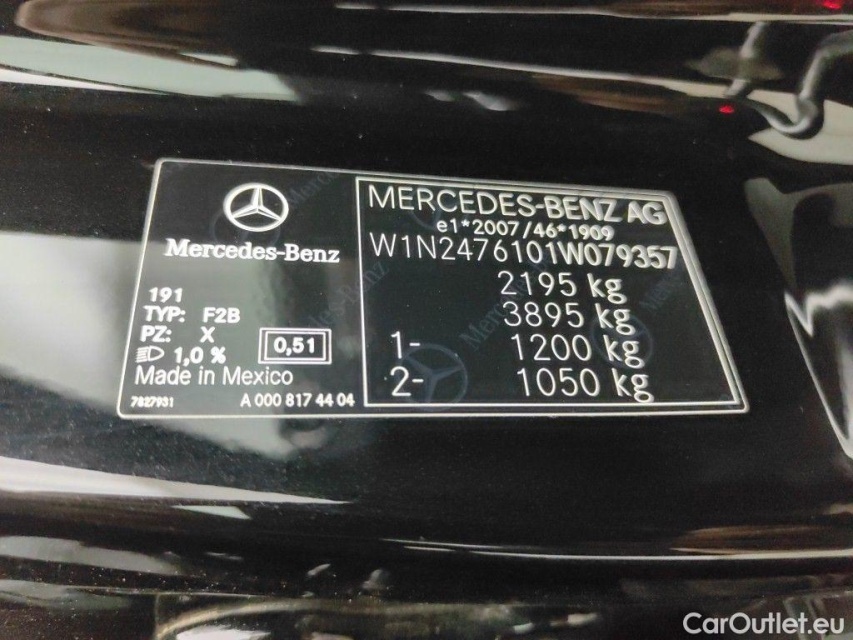 Mercedes-Benz
191
TYP: F2B
PZ: X
0,51
1,0 %
Made in Mexico
7827931
A 000 817 44 04
MERCEDES-BENZ AG
e1*2007/46*1909
W1N2476101W079357
2195 kg
3895 kg
1- 1200 kg
2- 1050 kg
CarOutlet.eu